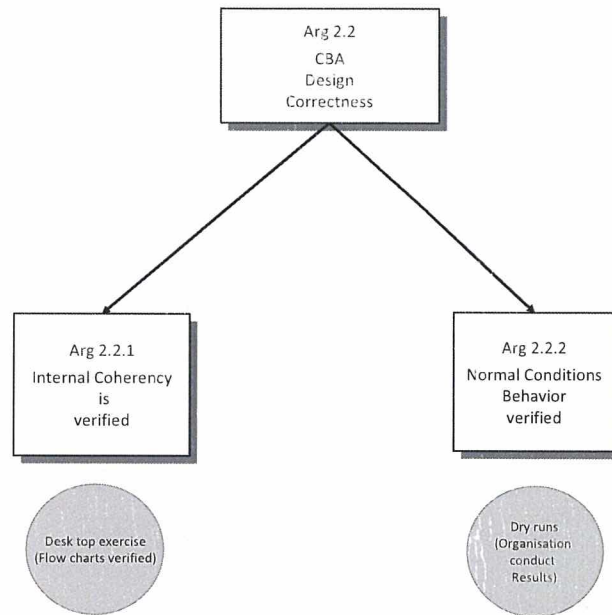 Arg 2.2
CBA
Design
Correctness
Arg 2.2.1
Internal Coherency
is
verified
Arg 2.2.2
Normal Conditions
Behavior
verified
Desk top exercise
(Flow charts verified)
Dry runs
(Organisation
conduct
Results)